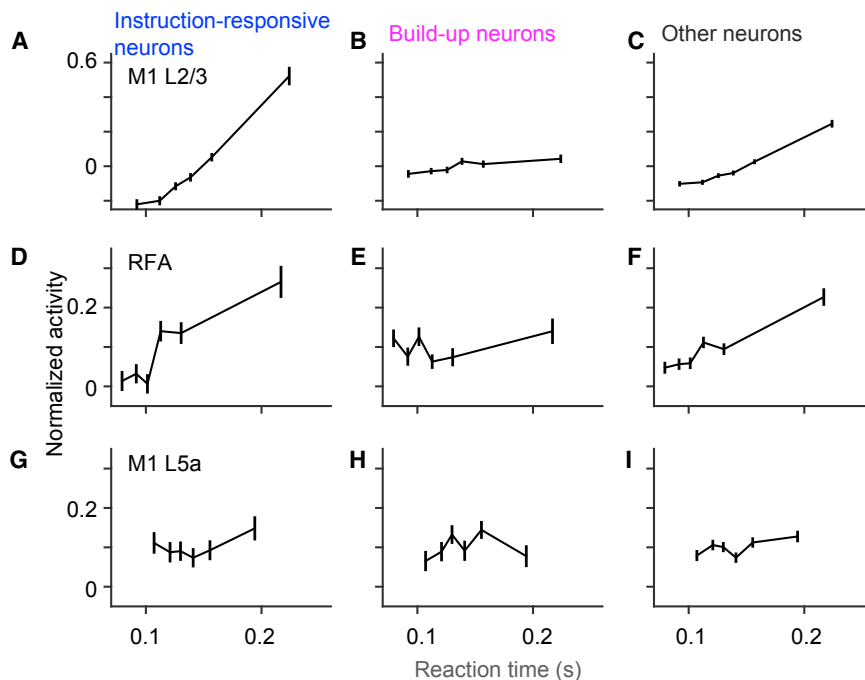 A
Instruction-responsive
neurons
B
Build-up neurons
C
Other neurons
0.6
0
M1 L2/3
D
RFA
E
F
0.2
0
Normalized activity
G
M1 L5a
H
I
0.2
0
0.1
0.2
0.1
0.2
0.1
0.2
Reaction time (s)